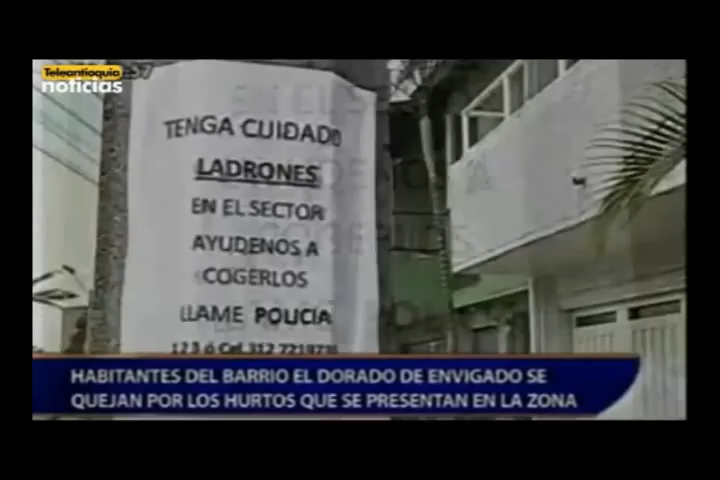 Teleantioquia
noticias
TENGA CUIDADO
LADRONES
EN EL SECTOR
AYUDENOS A
COGERLOS
LLAME POLICIA
HABITANTES DEL BARRIO EL DORADO DE ENVIGADO SE
QUEJAN POR LOS HURTOS QUE SE PRESENTAN EN LA ZONA